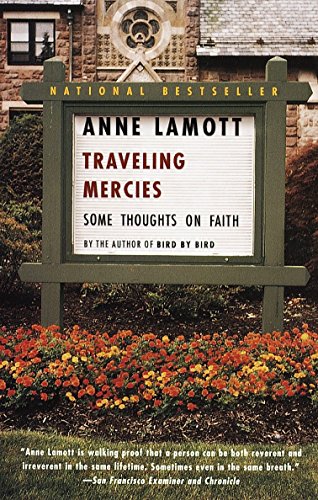 NATIONAL BESTSELLER
ANNE LAMOTT
TRAVELING
MERCIES
SOME THOUGHTS ON FAITH
BY THE AUTHOR OF BIRD BY BIRD
"Anne Lamott is walking proof that a person can be both reverent and
irreverent in the same lifetime. Sometimes even in the same breath."
—San Francisco Examiner and Chronicle